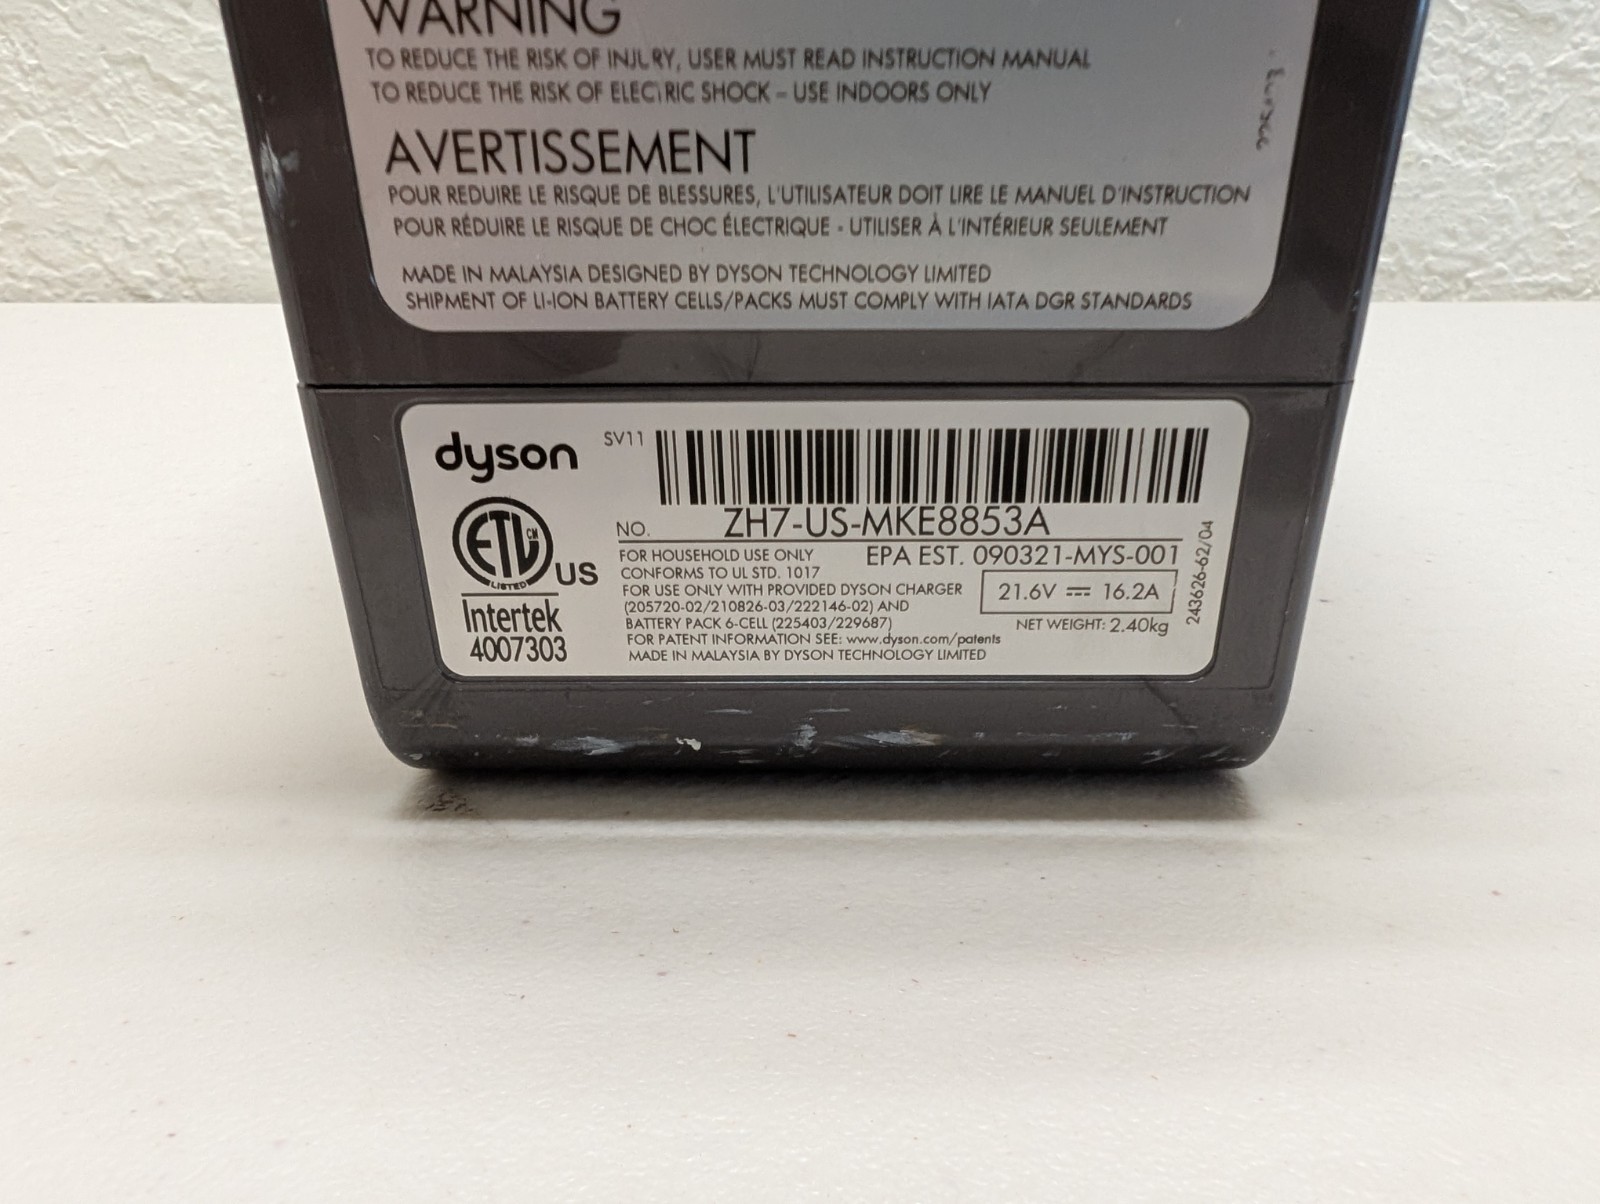 WARNING
TO REDUCE THE RISK OF INJURY, USER MUST READ INSTRUCTION MANUAL
TO REDUCE THE RISK OF ELECTRIC SHOCK – USE INDOORS ONLY
AVERTISSEMENT
POUR REDUIRE LE RISQUE DE BLESSURES, L'UTILISATEUR DOIT LIRE LE MANUEL D'INSTRUCTION
POUR RÉDUIRE LE RISQUE DE CHOC ÉLECTRIQUE - UTILISER À L'INTÉRIEUR SEULEMENT
MADE IN MALAYSIA DESIGNED BY DYSON TECHNOLOGY LIMITED
SHIPMENT OF LI-ION BATTERY CELLS/PACKS MUST COMPLY WITH IATA DGR STANDARDS
dyson
SV11
ETL CM
LISTED
US
Intertek
4007303
NO. ZH7-US-MKE8853A
FOR HOUSEHOLD USE ONLY
EPA EST. 090321-MYS-001
CONFORMS TO UL STD. 1017
FOR USE ONLY WITH PROVIDED DYSON CHARGER
(205720-02/210826-03/222146-02) AND
BATTERY PACK 6-CELL (225403/229687)
FOR PATENT INFORMATION SEE: www.dyson.com/patents
MADE IN MALAYSIA BY DYSON TECHNOLOGY LIMITED
21.6V ⎓ 16.2A
NET WEIGHT: 2.40kg
243626-62/04